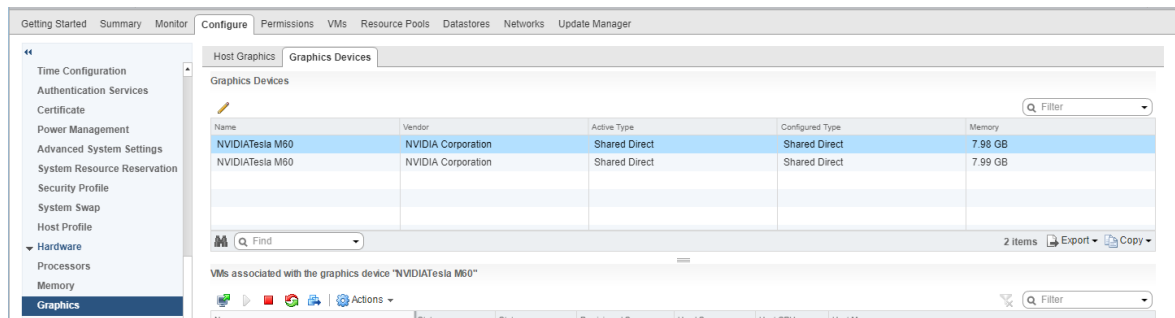 Getting Started Summary Monitor Configure Permissions VMs Resource Pools Datastores Networks Update Manager
Time Configuration
Authentication Services
Certificate
Power Management
Advanced System Settings
System Resource Reservation
Security Profile
System Swap
Host Profile
Hardware
Processors
Memory
Graphics
Host Graphics Graphics Devices
Graphics Devices
Filter
Name Vendor Active Type Configured Type Memory
NVIDIATesla M60 NVIDIA Corporation Shared Direct Shared Direct 7.98 GB
NVIDIATesla M60 NVIDIA Corporation Shared Direct Shared Direct 7.99 GB
Find 2 items Export Copy
VMs associated with the graphics device "NVIDIATesla M60"
Actions Filter